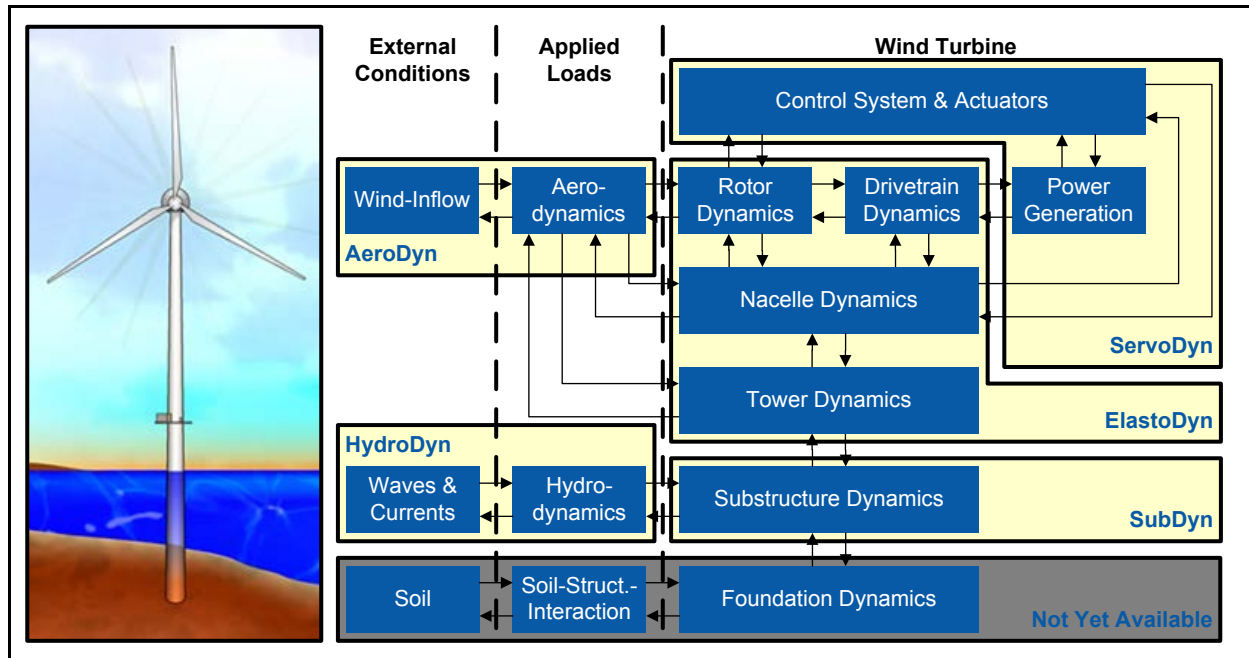 External
Conditions
Applied
Loads
Wind Turbine
Control System & Actuators
Wind-Inflow
Aero-
dynamics
Rotor
Dynamics
Drivetrain
Dynamics
Power
Generation
AeroDyn
Nacelle Dynamics
ServoDyn
Tower Dynamics
ElastoDyn
HydroDyn
Waves &
Currents
Hydro-
dynamics
Substructure Dynamics
SubDyn
Soil
Soil-Struct.-
Interaction
Foundation Dynamics
Not Yet Available